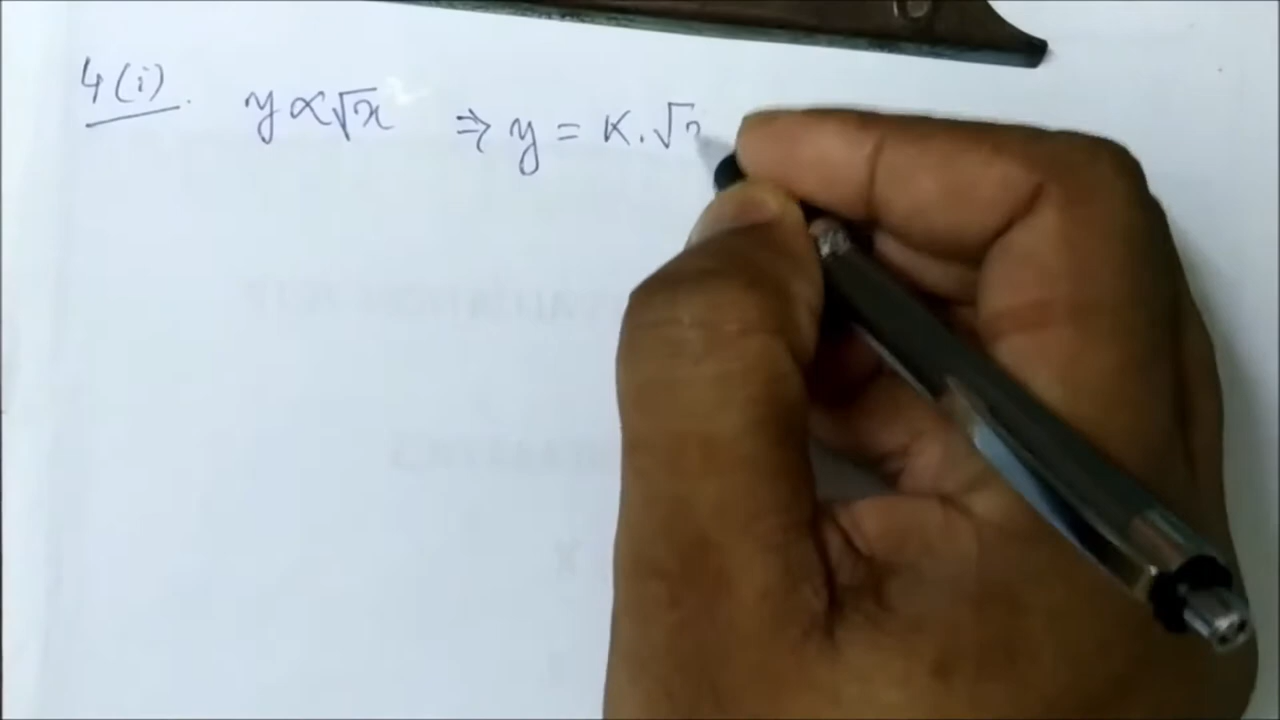 4(i). y∝√x ⇒ y = K.√x